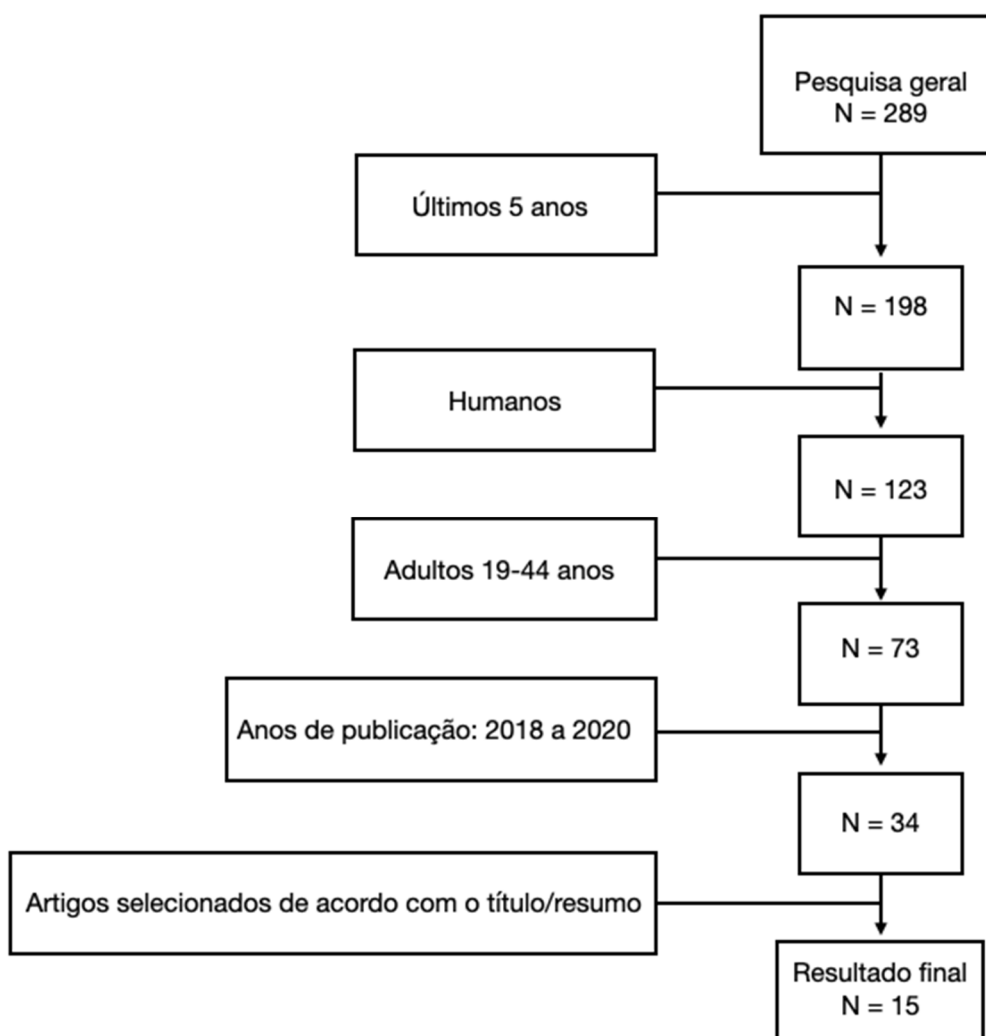 Pesquisa geral
N = 289
Últimos 5 anos
N = 198
Humanos
N = 123
Adultos 19-44 anos
N = 73
Anos de publicação: 2018 a 2020
N = 34
Artigos selecionados de acordo com o título/resumo
Resultado final
N = 15